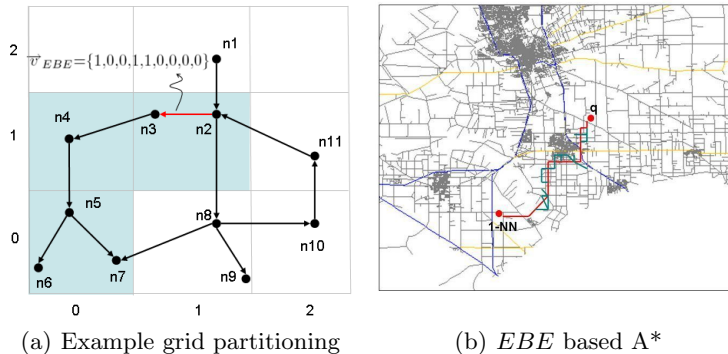 2
n1
v⃗ EBE={1,0,0,1,1,0,0,0,0}
n4
n3
n2
1
n11
n5
n8
0
n10
n6
n7
n9
0
1
2
(a) Example grid partitioning
q
1-NN
(b) EBE based A*